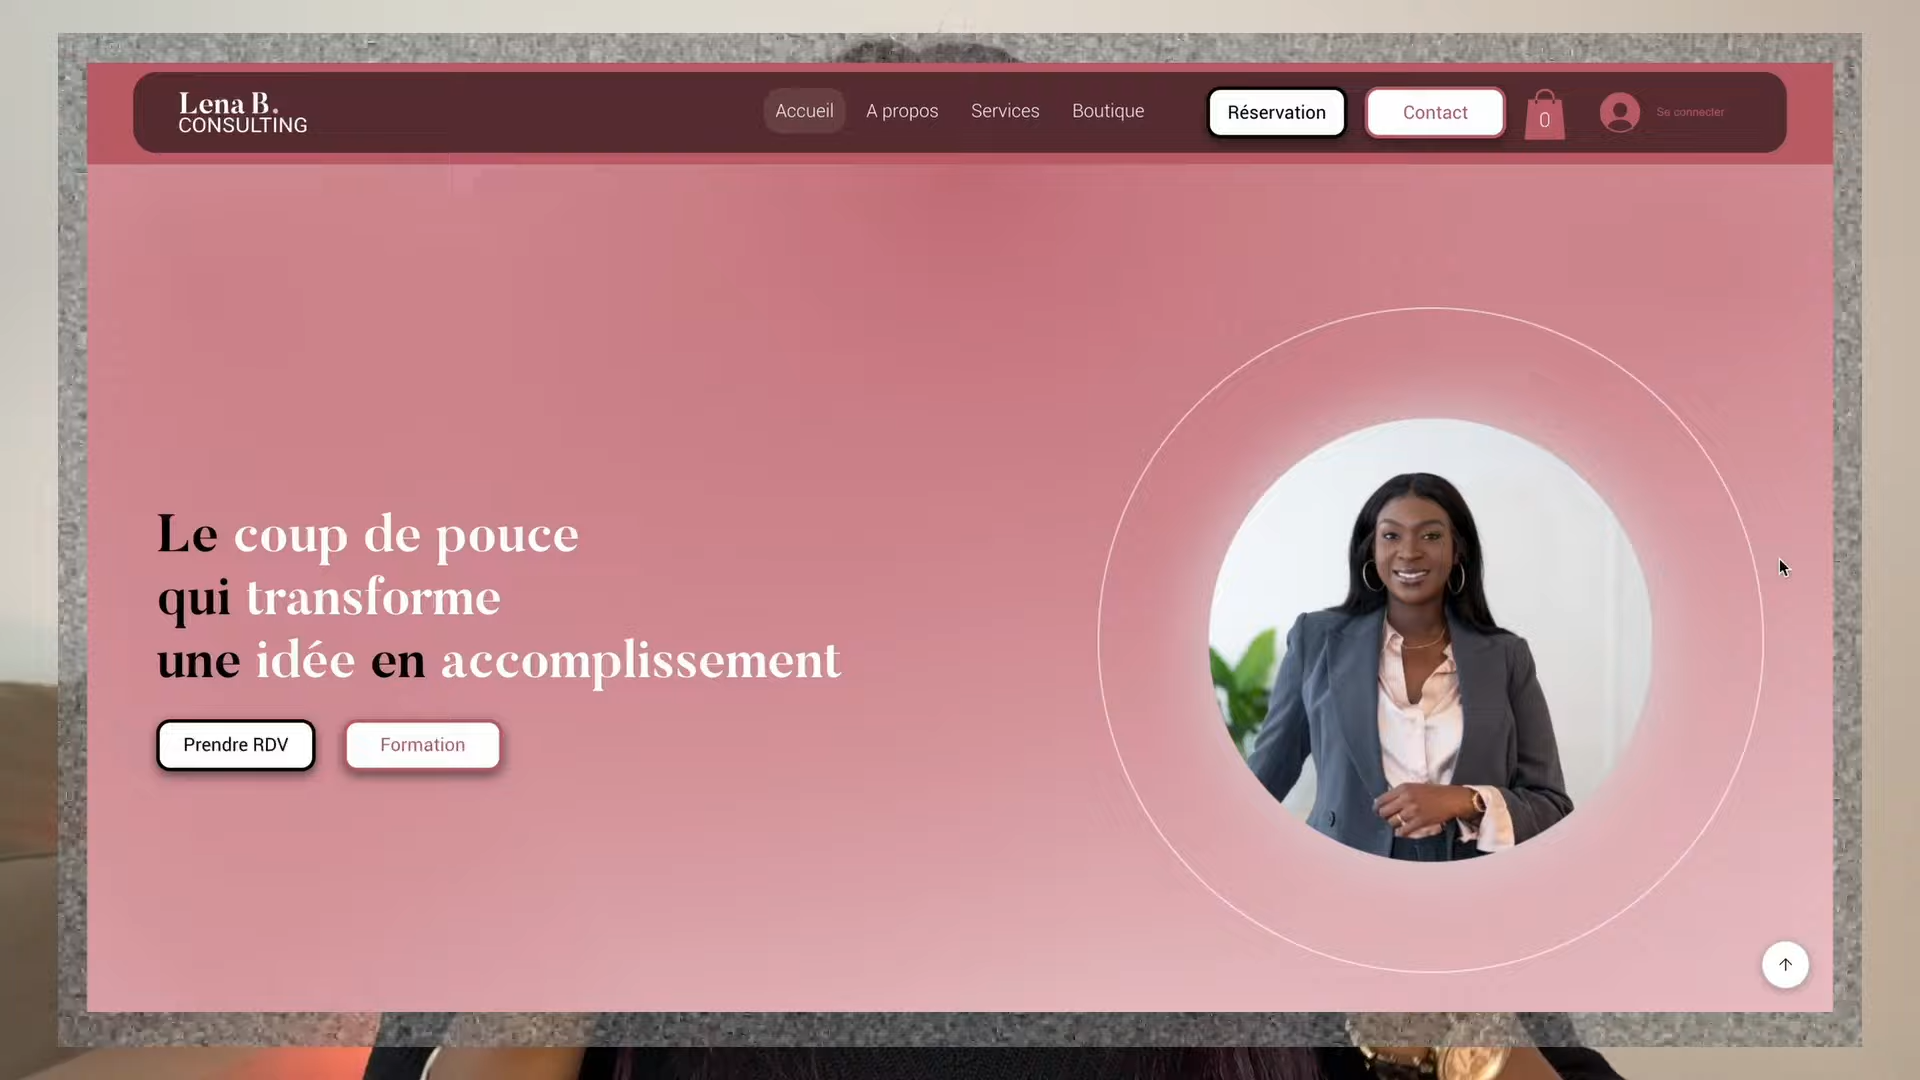 Lena B.
CONSULTING
Accueil
A propos
Services
Boutique
Réservation
Contact
0
Se connecter
Le coup de pouce
qui transforme
une idée en accomplissement
Prendre RDV
Formation